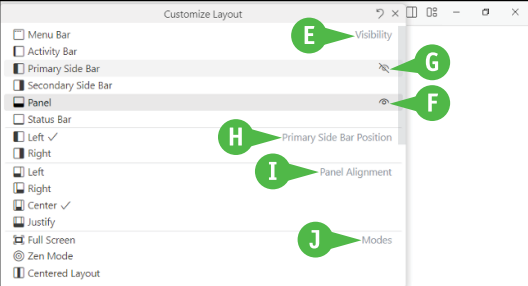 Customize Layout
Menu Bar E Visibility
Activity Bar
Primary Side Bar G
Secondary Side Bar
Panel F
Status Bar
Left H Primary Side Bar Position
Right
Left I Panel Alignment
Right
Center
Justify
Full Screen J Modes
Zen Mode
Centered Layout